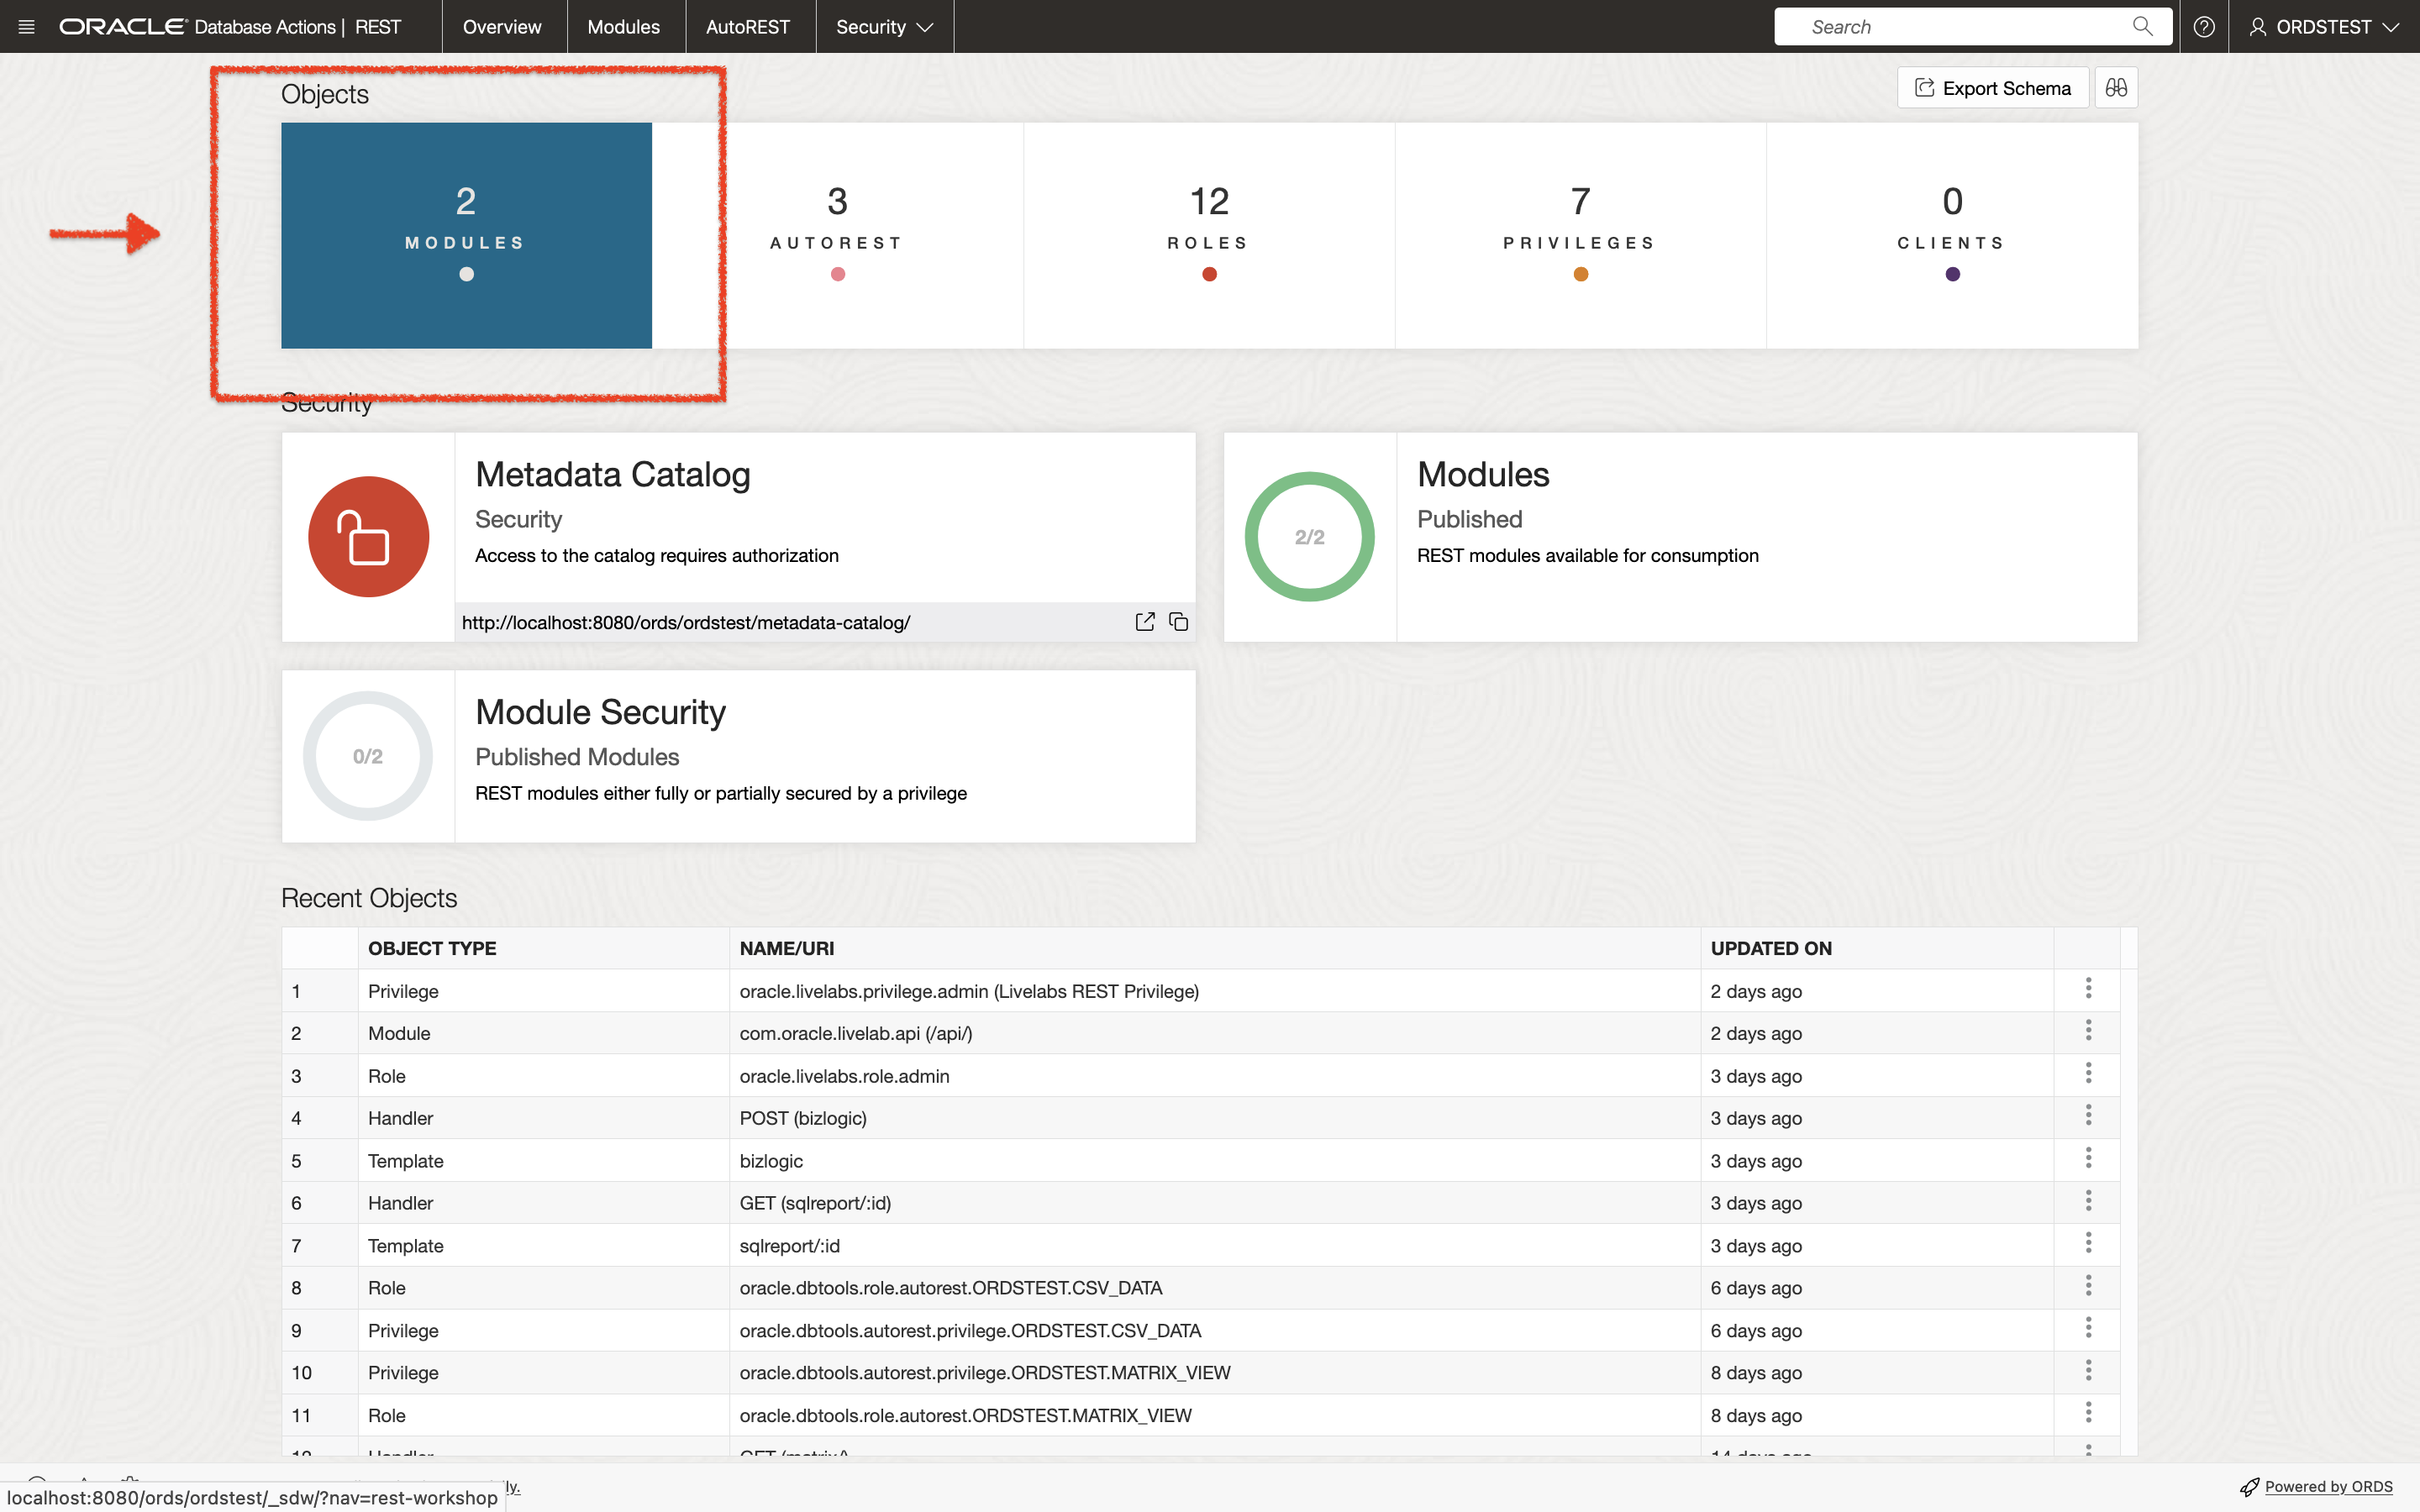 ORACLE Database Actions | REST Overview Modules AutoREST Security Search ORDSTEST
Objects Export Schema
2 3 12 7 0
MODULES AUTOREST ROLES PRIVILEGES CLIENTS
Security
Metadata Catalog
Security
Access to the catalog requires authorization
http://localhost:8080/ords/ordstest/metadata-catalog/
2/2
Modules
Published
REST modules available for consumption
0/2
Module Security
Published Modules
REST modules either fully or partially secured by a privilege
Recent Objects
OBJECT TYPE NAME/URI UPDATED ON
1 Privilege oracle.livelabs.privilege.admin (Livelabs REST Privilege) 2 days ago
2 Module com.oracle.livelab.api (/api/) 2 days ago
3 Role oracle.livelabs.role.admin 3 days ago
4 Handler POST (bizlogic) 3 days ago
5 Template bizlogic 3 days ago
6 Handler GET (sqlreport/:id) 3 days ago
7 Template sqlreport/:id 3 days ago
8 Role oracle.dbtools.role.autorest.ORDSTEST.CSV_DATA 6 days ago
9 Privilege oracle.dbtools.autorest.privilege.ORDSTEST.CSV_DATA 6 days ago
10 Privilege oracle.dbtools.autorest.privilege.ORDSTEST.MATRIX_VIEW 8 days ago
11 Role oracle.dbtools.role.autorest.ORDSTEST.MATRIX_VIEW 8 days ago
12 Handler GET (matrix/) 14 days ago
Powered by ORDS
localhost:8080/ords/ordstest/_sdw/?nav=rest-workshop